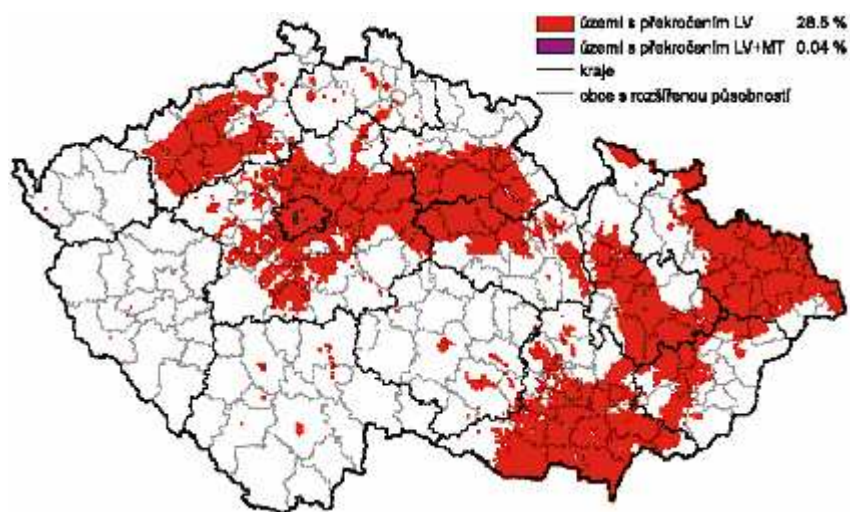 území s překročením LV 28.5 %
území s překročením LV+MT 0.04 %
kraje
obce s rozšířenou působností